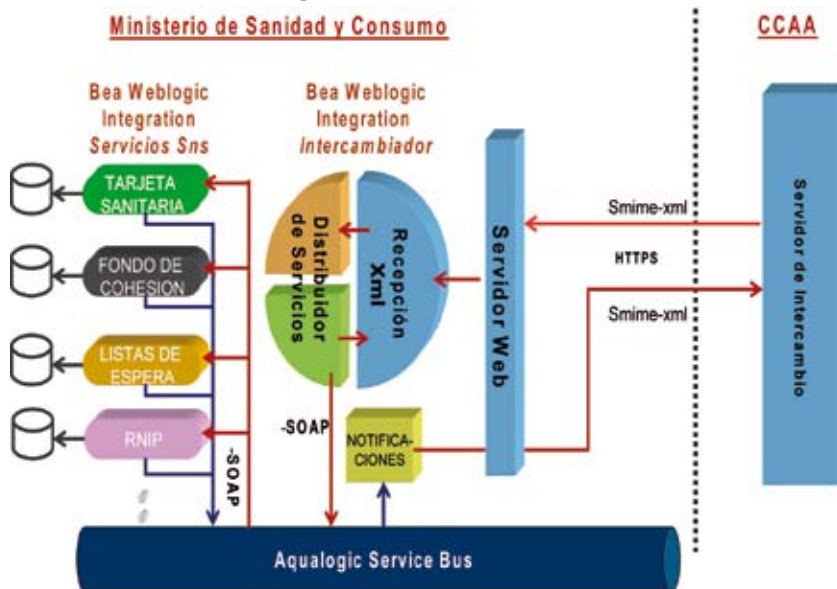 Ministerio de Sanidad y Consumo
CCAA
Bea Weblogic
Integration
Servicios Sns
Bea Weblogic
Integration
Intercambiador
TARJETA
SANITARIA
FONDO DE
COHESION
LISTAS DE
ESPERA
RNIP
-SOAP
Distribuidor
de Servicios
Recepción
Xml
-SOAP
NOTIFICA-
CIONES
Servidor Web
Smime-xml
HTTPS
Smime-xml
Servidor de Intercambio
Aqualogic Service Bus